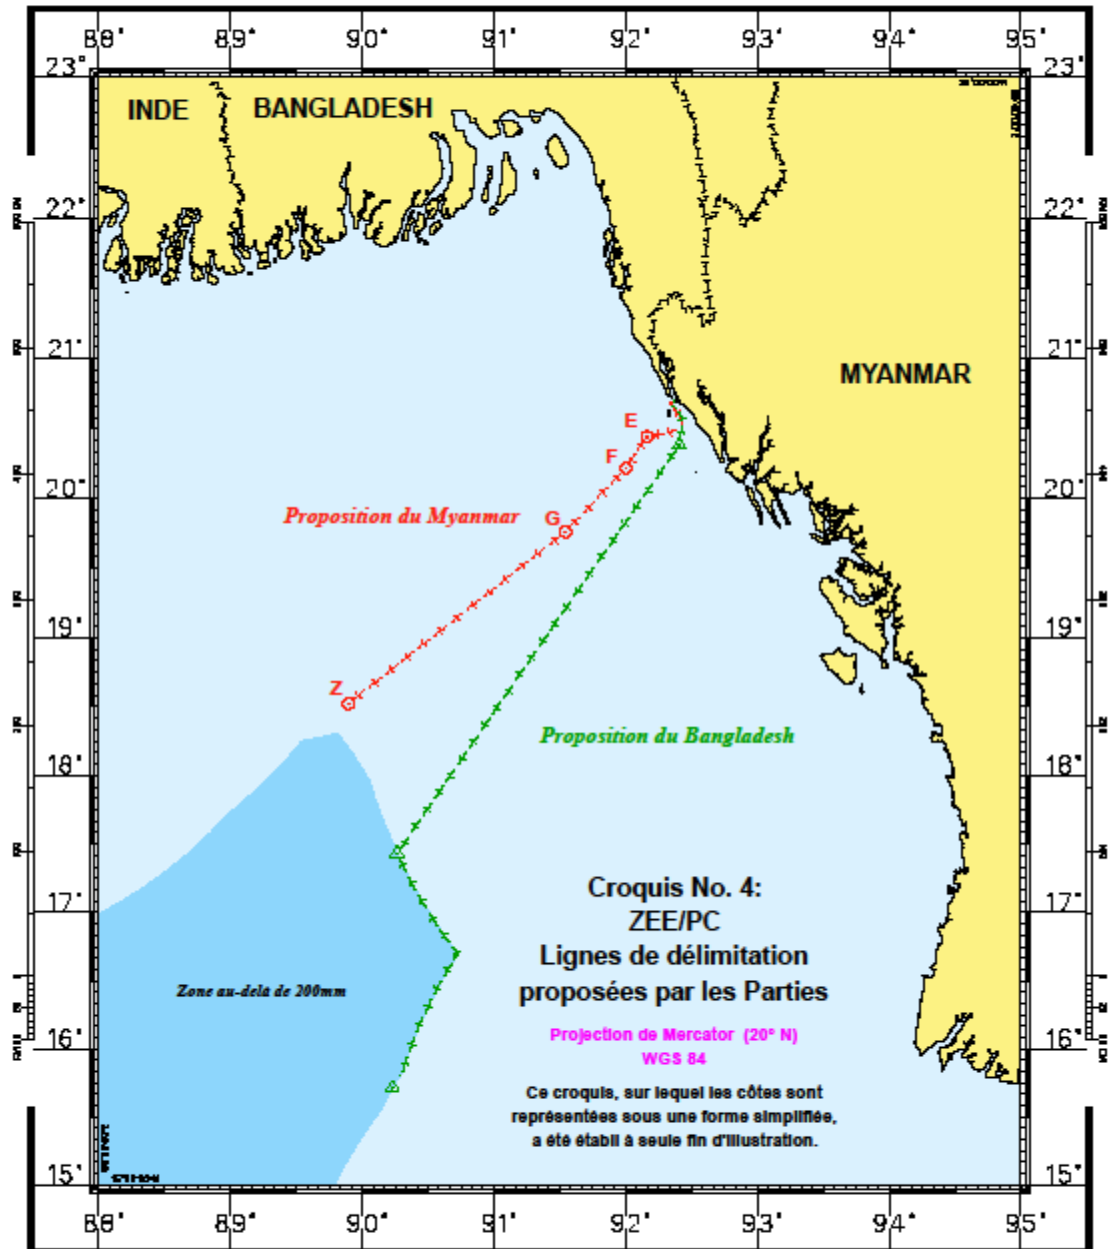 88° 89° 90° 91° 92° 93° 94° 95°
23° 23°
INDE BANGLADESH
22° 22°
21° 21°
MYANMAR
E
F
20° 20°
Proposition du Myanmar G
19° 19°
Z
Proposition du Bangladesh
18° 18°
17° 17°
Croquis No. 4:
ZEE/PC
Lignes de délimitation
proposées par les Parties
Zone au-delà de 200mm
Projection de Mercator (20° N)
WGS 84
16° 16°
Ce croquis, sur lequel les côtes sont
représentées sous une forme simplifiée,
a été établi à seule fin d'illustration.
15° 15°
88° 89° 90° 91° 92° 93° 94° 95°